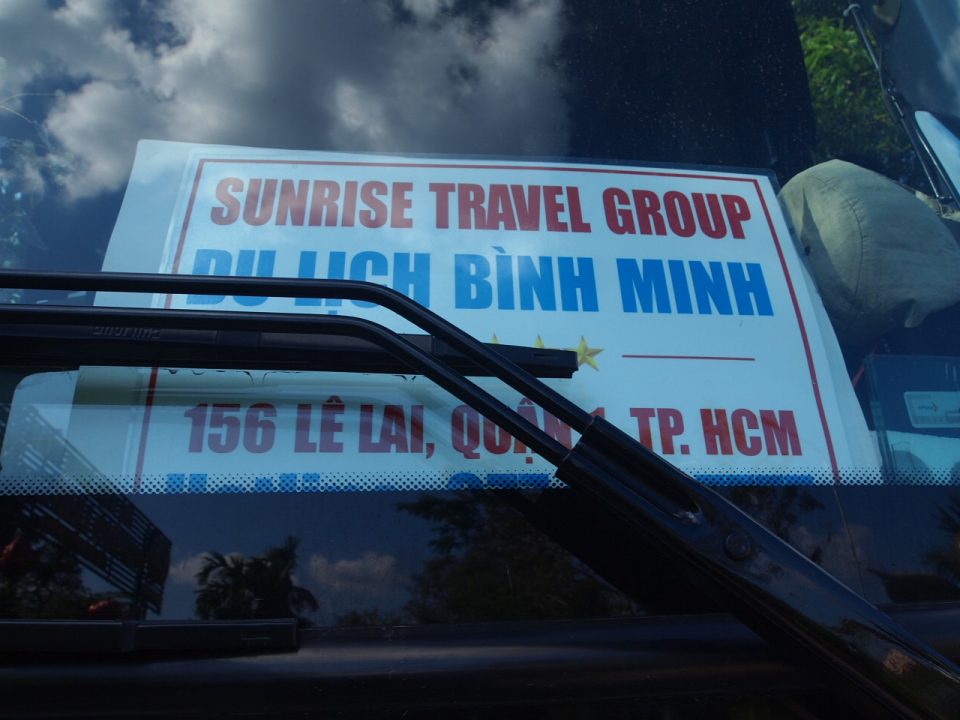 SUNRISE TRAVEL GROUP
DU LỊCH BÌNH MINH
156 LÊ LAI, QUẬN 1, TP. HCM